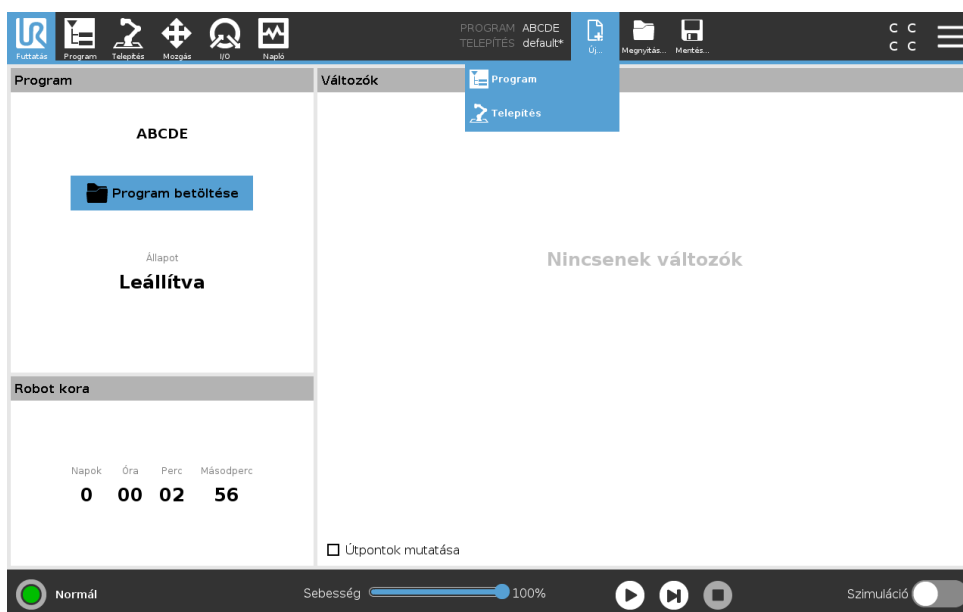 UR
Futtatás Program Telepítés Mozgás I/O Napló
PROGRAM ABCDE
TELEPÍTÉS default*
Új... Megnyitás... Mentés...
C C
C C
Program
Telepítés
Program
ABCDE
Program betöltése
Állapot
Leállítva
Robot kora
Napok Óra Perc Másodperc
0 00 02 56
Változók
Nincsenek változók
Útpontok mutatása
Normál
Sebesség 100%
Szimuláció